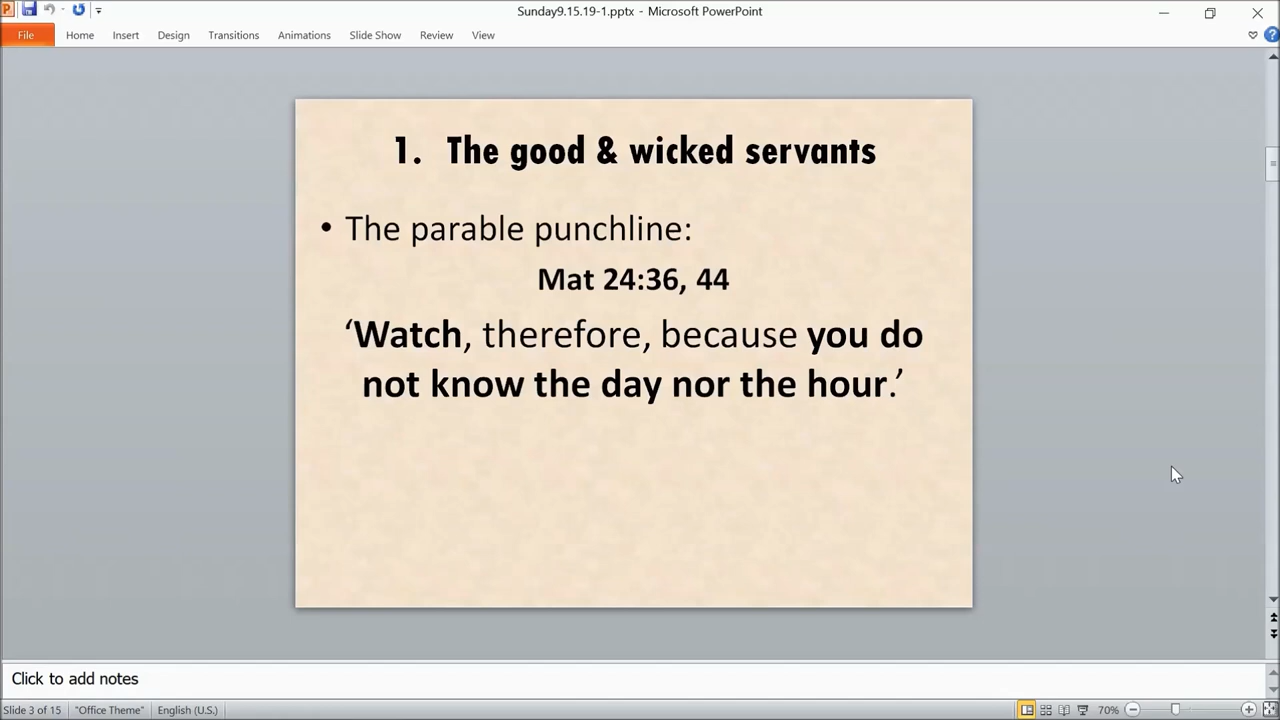 Sunday9.15.19-1.pptx - Microsoft PowerPoint
File Home Insert Design Transitions Animations Slide Show Review View
1. The good & wicked servants
• The parable punchline:
Mat 24:36, 44
‘Watch, therefore, because you do
not know the day nor the hour.’
Click to add notes
Slide 3 of 15 "Office Theme" English (U.S.) 70%